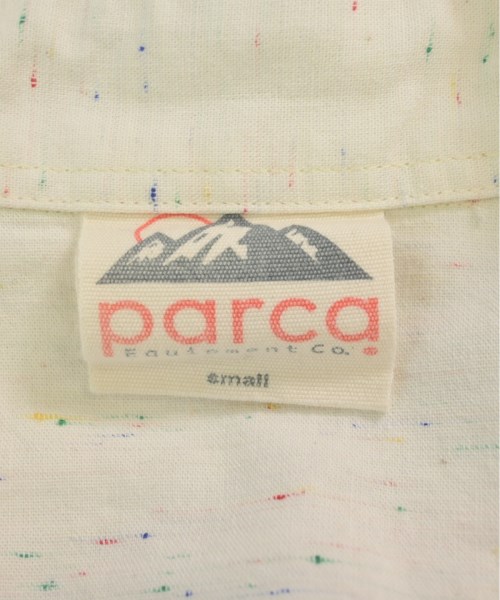 parca
Equipment Co.
small